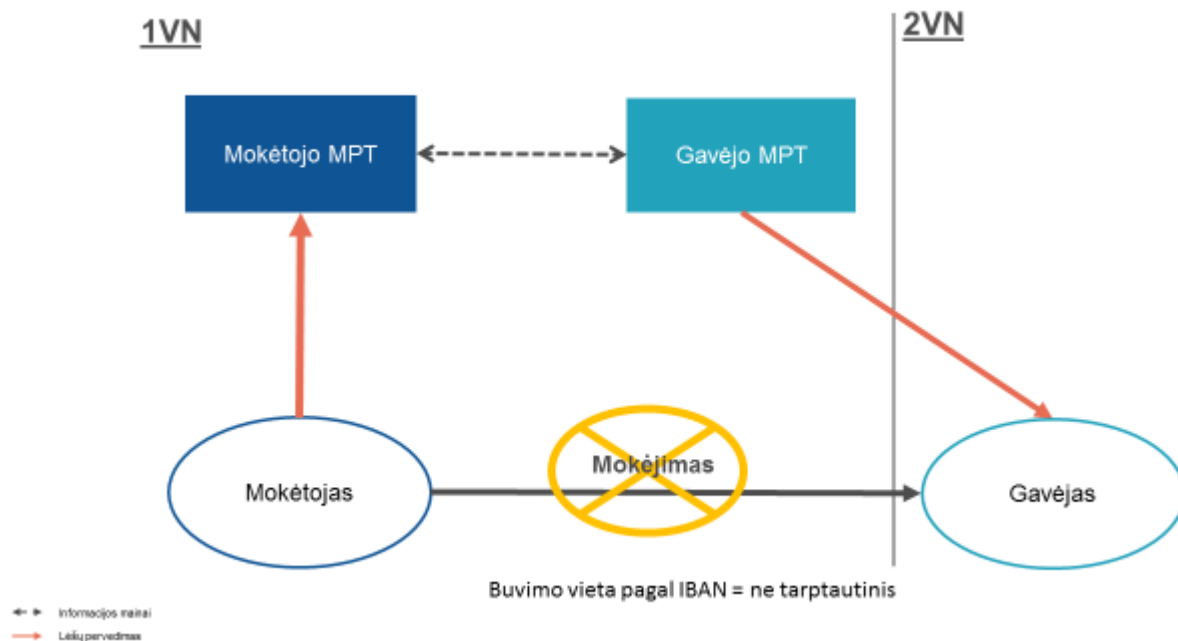 1VN
2VN
Mokėtojo MPT
Gavėjo MPT
Mokėjimas
Mokėtojas
Gavėjas
Buvimo vieta pagal IBAN = ne tarptautinis
Informacijos mainai
Lėšų pervedimas